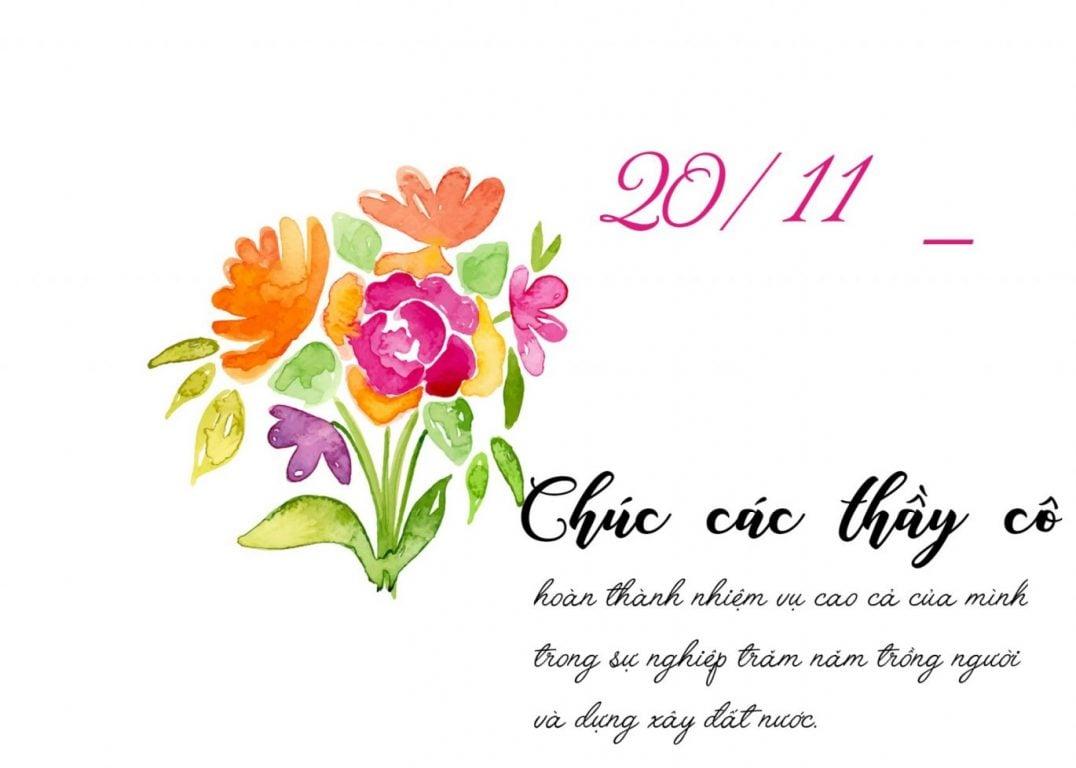 20/11 _
Chúc các thầy cô
hoàn thành nhiệm vụ cao cả của mình
trong sự nghiệp trăm năm trồng người
và dựng xây đất nước.